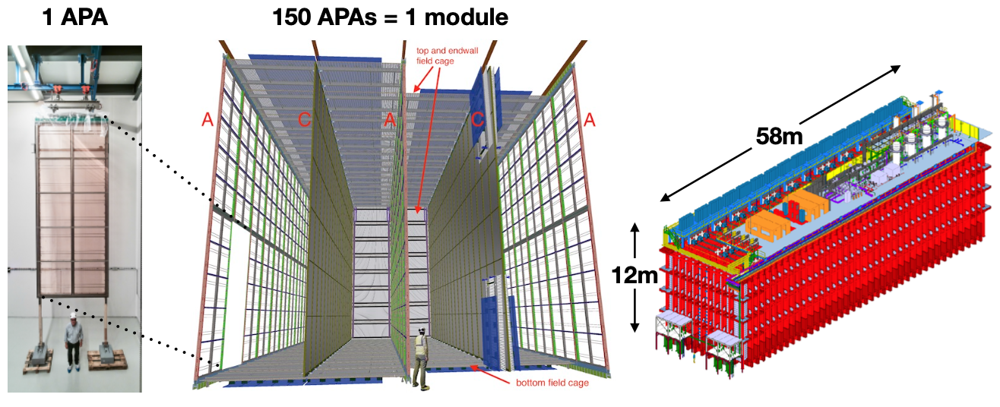 1 APA
150 APAs = 1 module
top and endwall
field cage
A
C
A
C
A
bottom field cage
58m
12m